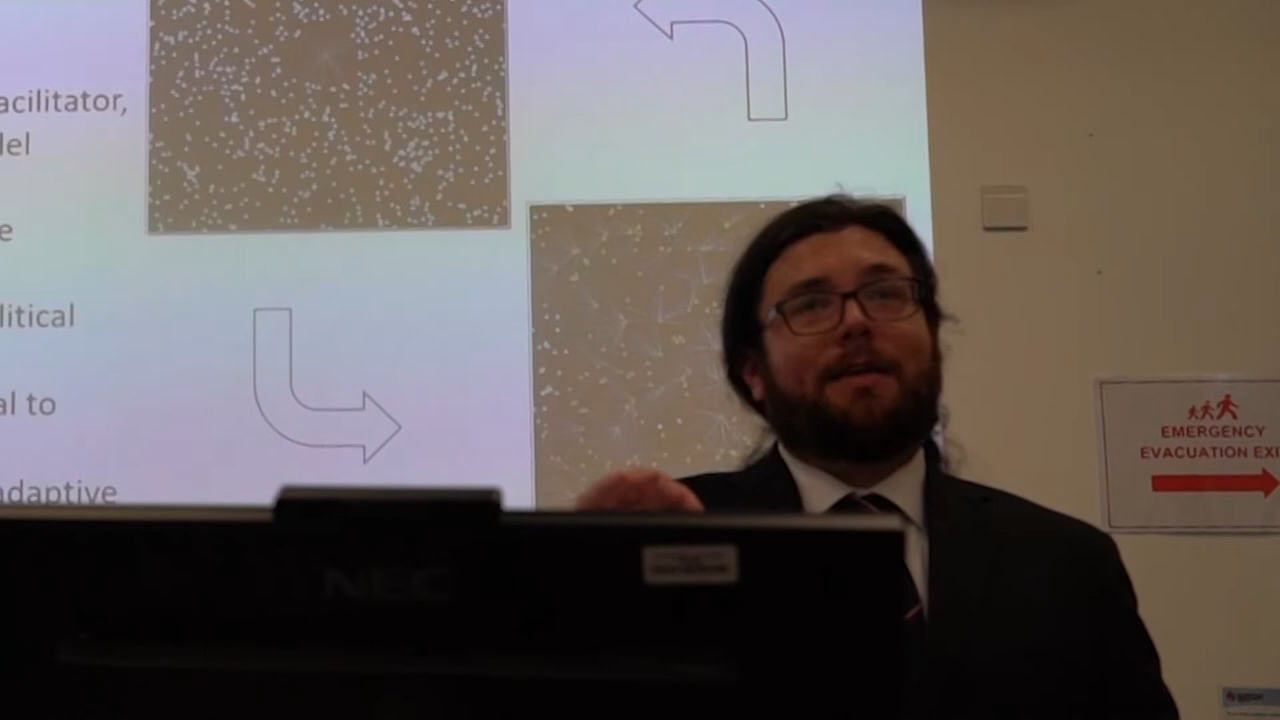 acilitator,
del
e
litical
al to
adaptive
NEC
EMERGENCY
EVACUATION EXI